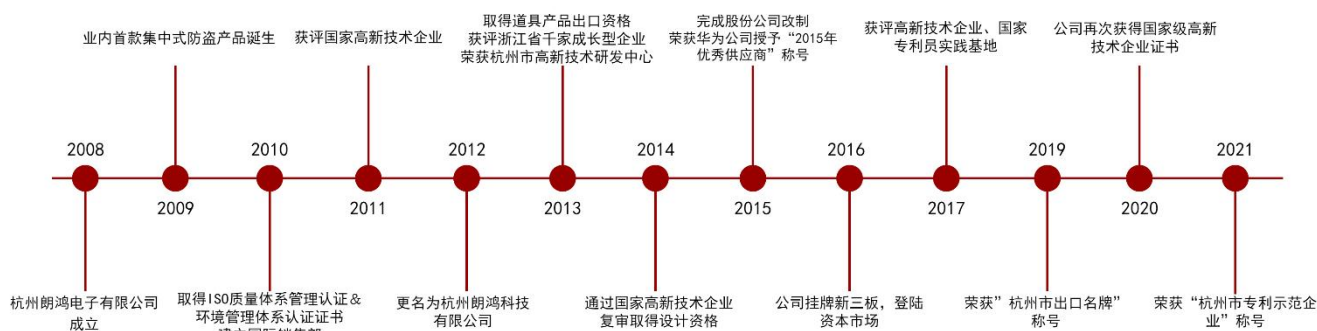 取得道具产品出口资格
获评浙江省千家成长型企业
荣获杭州市高新技术研发中心
完成股份公司改制
荣获华为公司授予“2015年
优秀供应商”称号
业内首款集中式防盗产品诞生
获评国家高新技术企业
获评高新技术企业、国家
专利员实践基地
公司再次获得国家级高新
技术企业证书
2008
2010
2012
2014
2016
2019
2021
2009
2011
2013
2015
2017
2020
杭州朗鸿电子有限公司
成立
取得ISO质量体系管理认证&
环境管理体系认证证书
建立国际销售部
更名为杭州朗鸿科技
有限公司
通过国家高新技术企业
复审取得设计资格
公司挂牌新三板，登陆
资本市场
荣获”杭州市出口名牌”
称号
荣获“杭州市专利示范企
业”称号